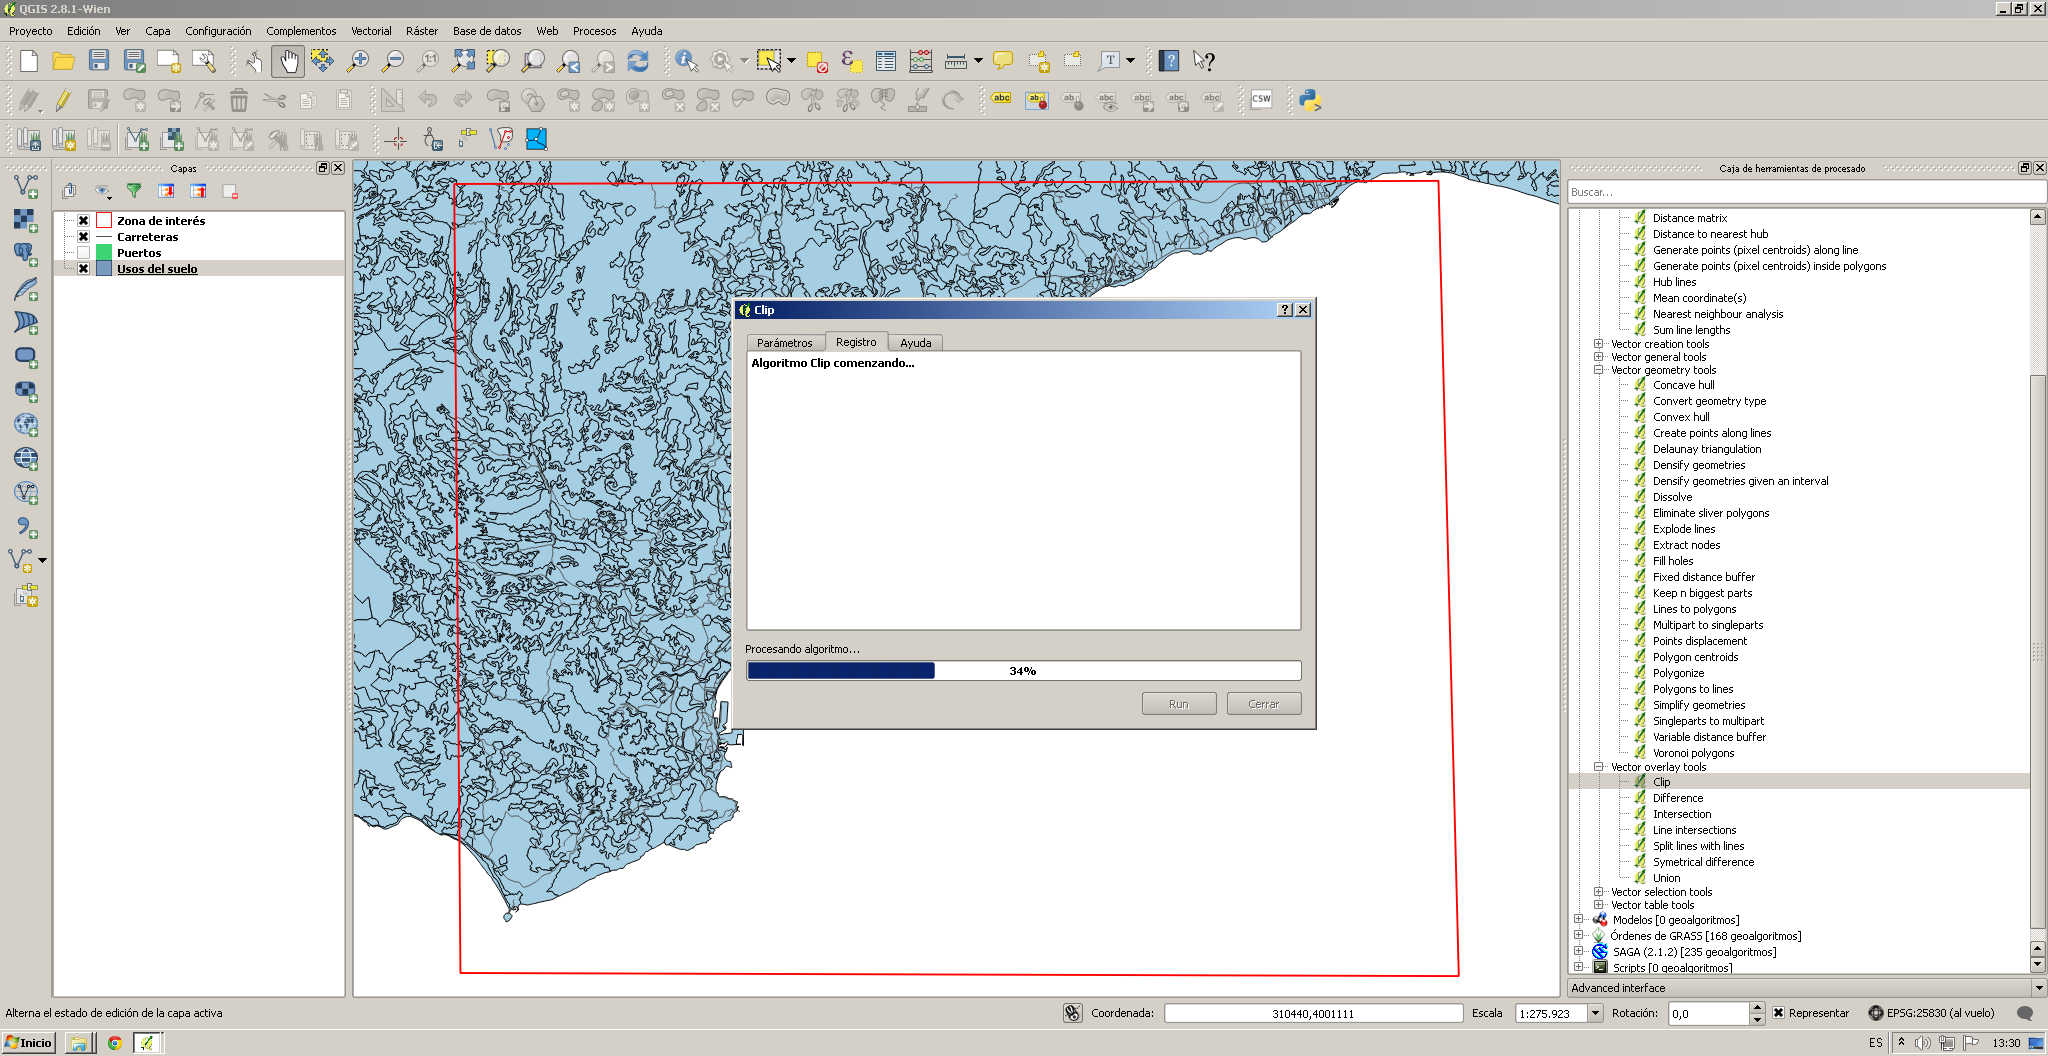 QGIS 2.8.1-Wien
Proyecto Edición Ver Capa Configuración Complementos Vectorial Ráster Base de datos Web Procesos Ayuda
Capas
Zona de interés
Carreteras
Puertos
Usos del suelo
Clip
Parámetros Registro Ayuda
Algoritmo Clip comenzando...
Procesando algoritmo...
34%
Run Cerrar
Caja de herramientas de procesado
Buscar...
Distance matrix
Distance to nearest hub
Generate points (pixel centroids) along line
Generate points (pixel centroids) inside polygons
Hub lines
Mean coordinate(s)
Nearest neighbour analysis
Sum line lengths
Vector creation tools
Vector general tools
Vector geometry tools
Concave hull
Convert geometry type
Convex hull
Create points along lines
Delaunay triangulation
Densify geometries
Densify geometries given an interval
Dissolve
Eliminate sliver polygons
Explode lines
Extract nodes
Fill holes
Fixed distance buffer
Keep n biggest parts
Lines to polygons
Multipart to singleparts
Points displacement
Polygon centroids
Polygonize
Polygons to lines
Simplify geometries
Singleparts to multipart
Variable distance buffer
Voronoi polygons
Vector overlay tools
Clip
Difference
Intersection
Line intersections
Split lines with lines
Symetrical difference
Union
Vector selection tools
Vector table tools
Modelos [0 geoalgoritmos]
Órdenes de GRASS [168 geoalgoritmos]
SAGA (2.1.2) [235 geoalgoritmos]
Scripts [0 geoalgoritmos]
Advanced interface
Alterna el estado de edición de la capa activa
Coordenada: 310440,4001111 Escala 1:275.923 Rotación: 0,0 Representar EPSG:25830 (al vuelo)
Inicio
ES 13:30